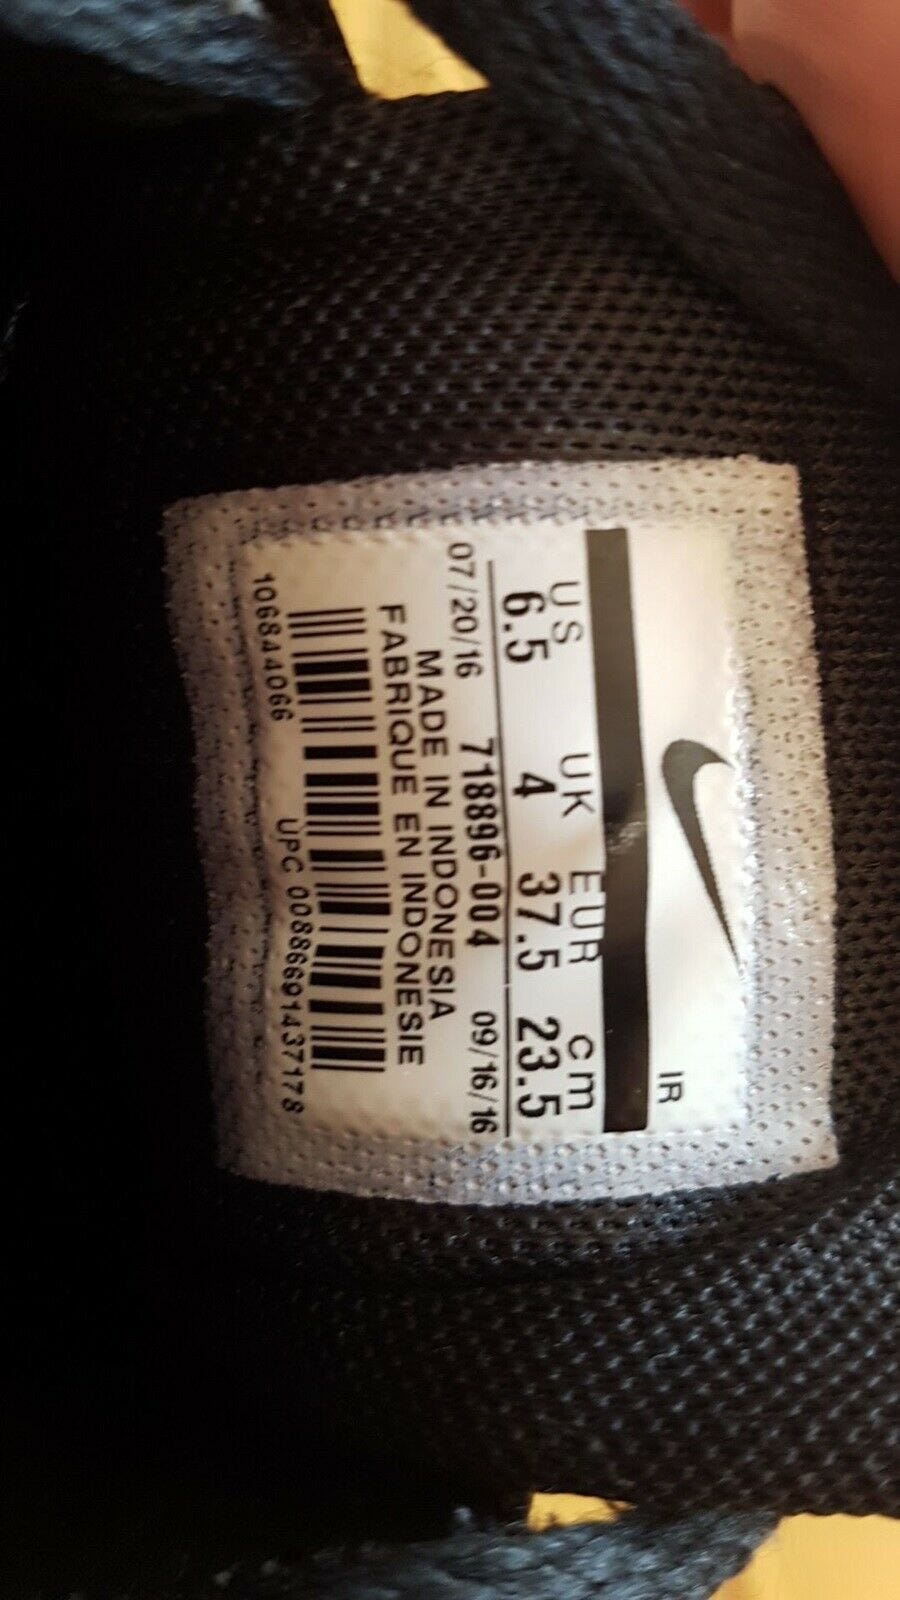 IR
US UK EUR cm
6.5 4 37.5 23.5
07/20/16 718896-004 09/16/16
MADE IN INDONESIA
FABRIQUE EN INDONESIE
106844066 UPC 00886691437178